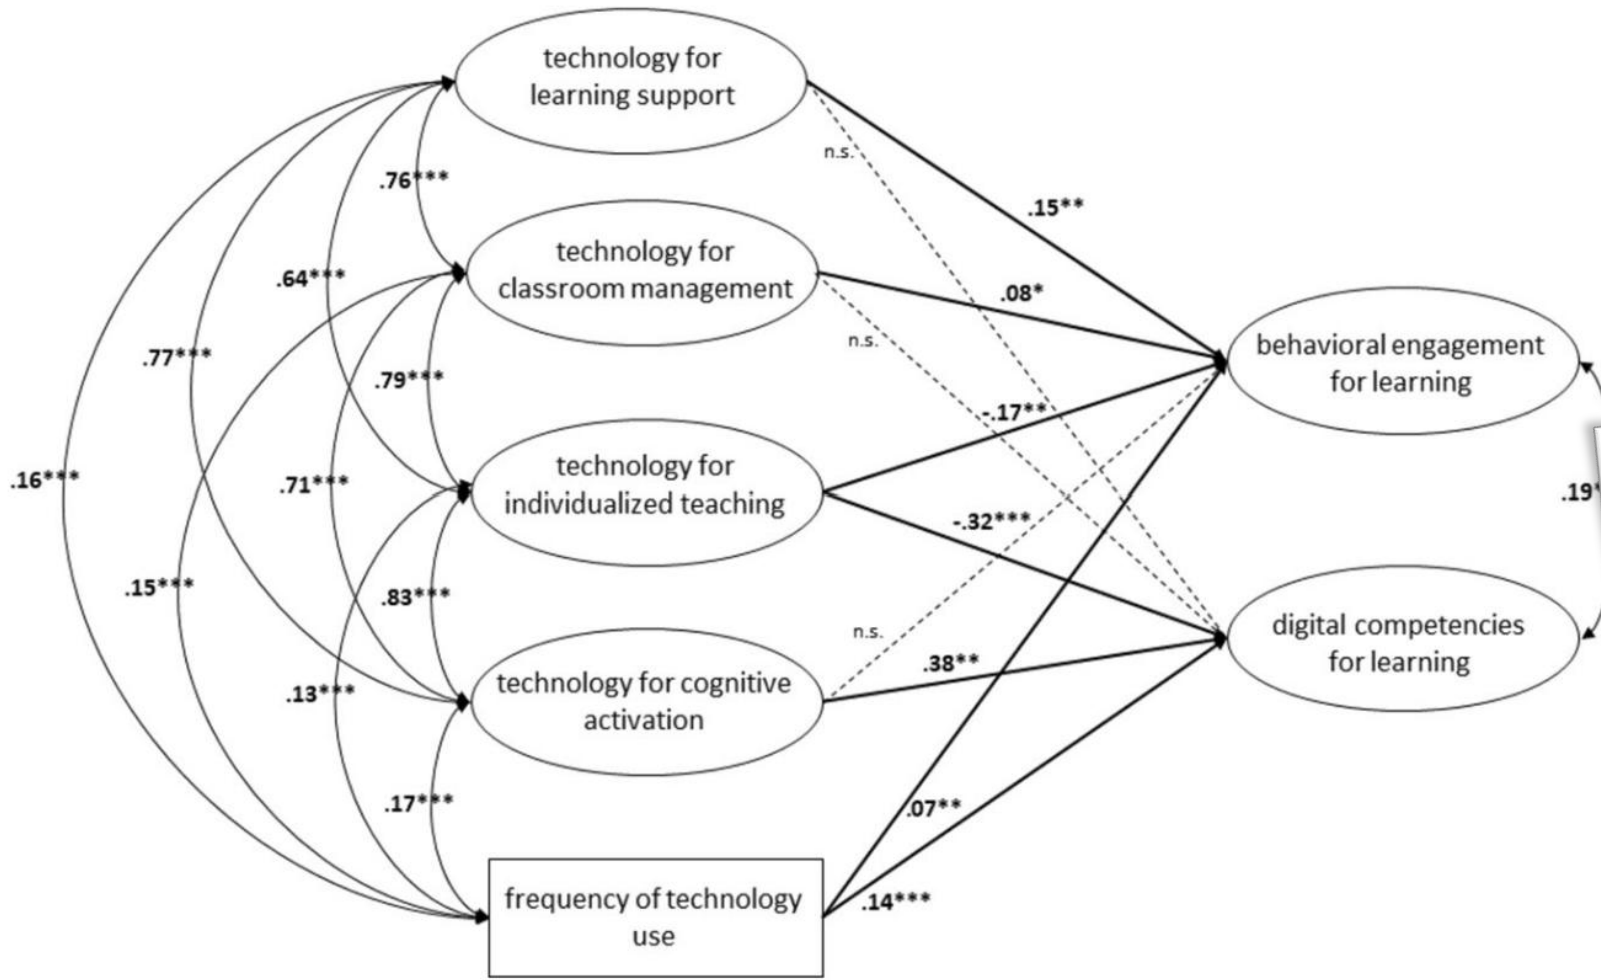 technology for
learning support
n.s.
.76***
.15**
technology for
classroom management
.64***
.08*
n.s.
behavioral engagement
for learning
.77***
.79***
-.17**
technology for
individualized teaching
.16***
.71***
.19*
-.32***
.15***
.83***
n.s.
digital competencies
for learning
.38**
technology for cognitive
activation
.13***
.17***
.07**
frequency of technology
use
.14***